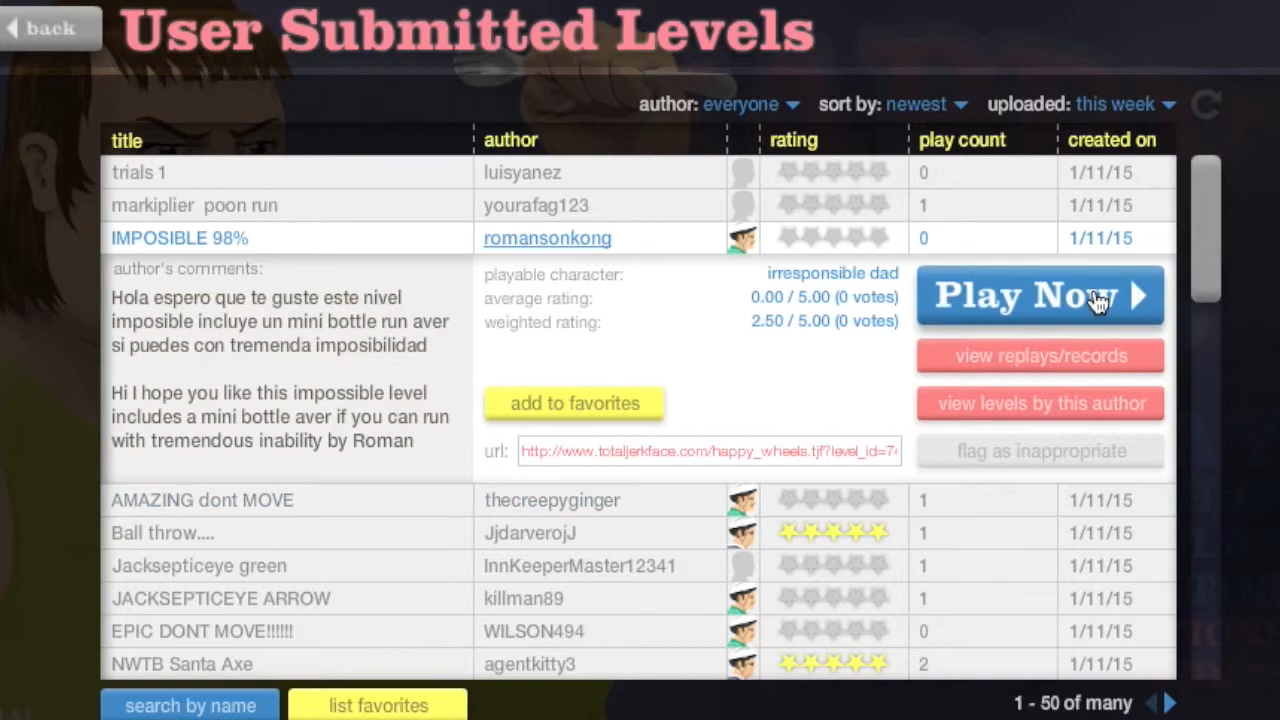 back
User Submitted Levels
author: everyone sort by: newest uploaded: this week
title author rating play count created on
trials 1 luisyanez 0 1/11/15
markiplier poon run yourafag123 1 1/11/15
IMPOSIBLE 98% romansonkong 0 1/11/15
author's comments:
Hola espero que te guste este nivel
imposible incluye un mini bottle run aver
si puedes con tremenda imposibilidad
Hi I hope you like this impossible level
includes a mini bottle aver if you can run
with tremendous inability by Roman
playable character: irresponsible dad
average rating: 0.00 / 5.00 (0 votes)
weighted rating: 2.50 / 5.00 (0 votes)
add to favorites
url: http://www.totaljerkface.com/happy_wheels.tjf?level_id=7
Play Now
view replays/records
view levels by this author
flag as inappropriate
AMAZING dont MOVE thecreepyginger 1 1/11/15
Ball throw.... JjdarverojJ 1 1/11/15
Jacksepticeye green InnKeeperMaster12341 1 1/11/15
JACKSEPTICEYE ARROW killman89 1 1/11/15
EPIC DONT MOVE!!!!!! WILSON494 0 1/11/15
NWTB Santa Axe agentkitty3 2 1/11/15
search by name list favorites 1 - 50 of many